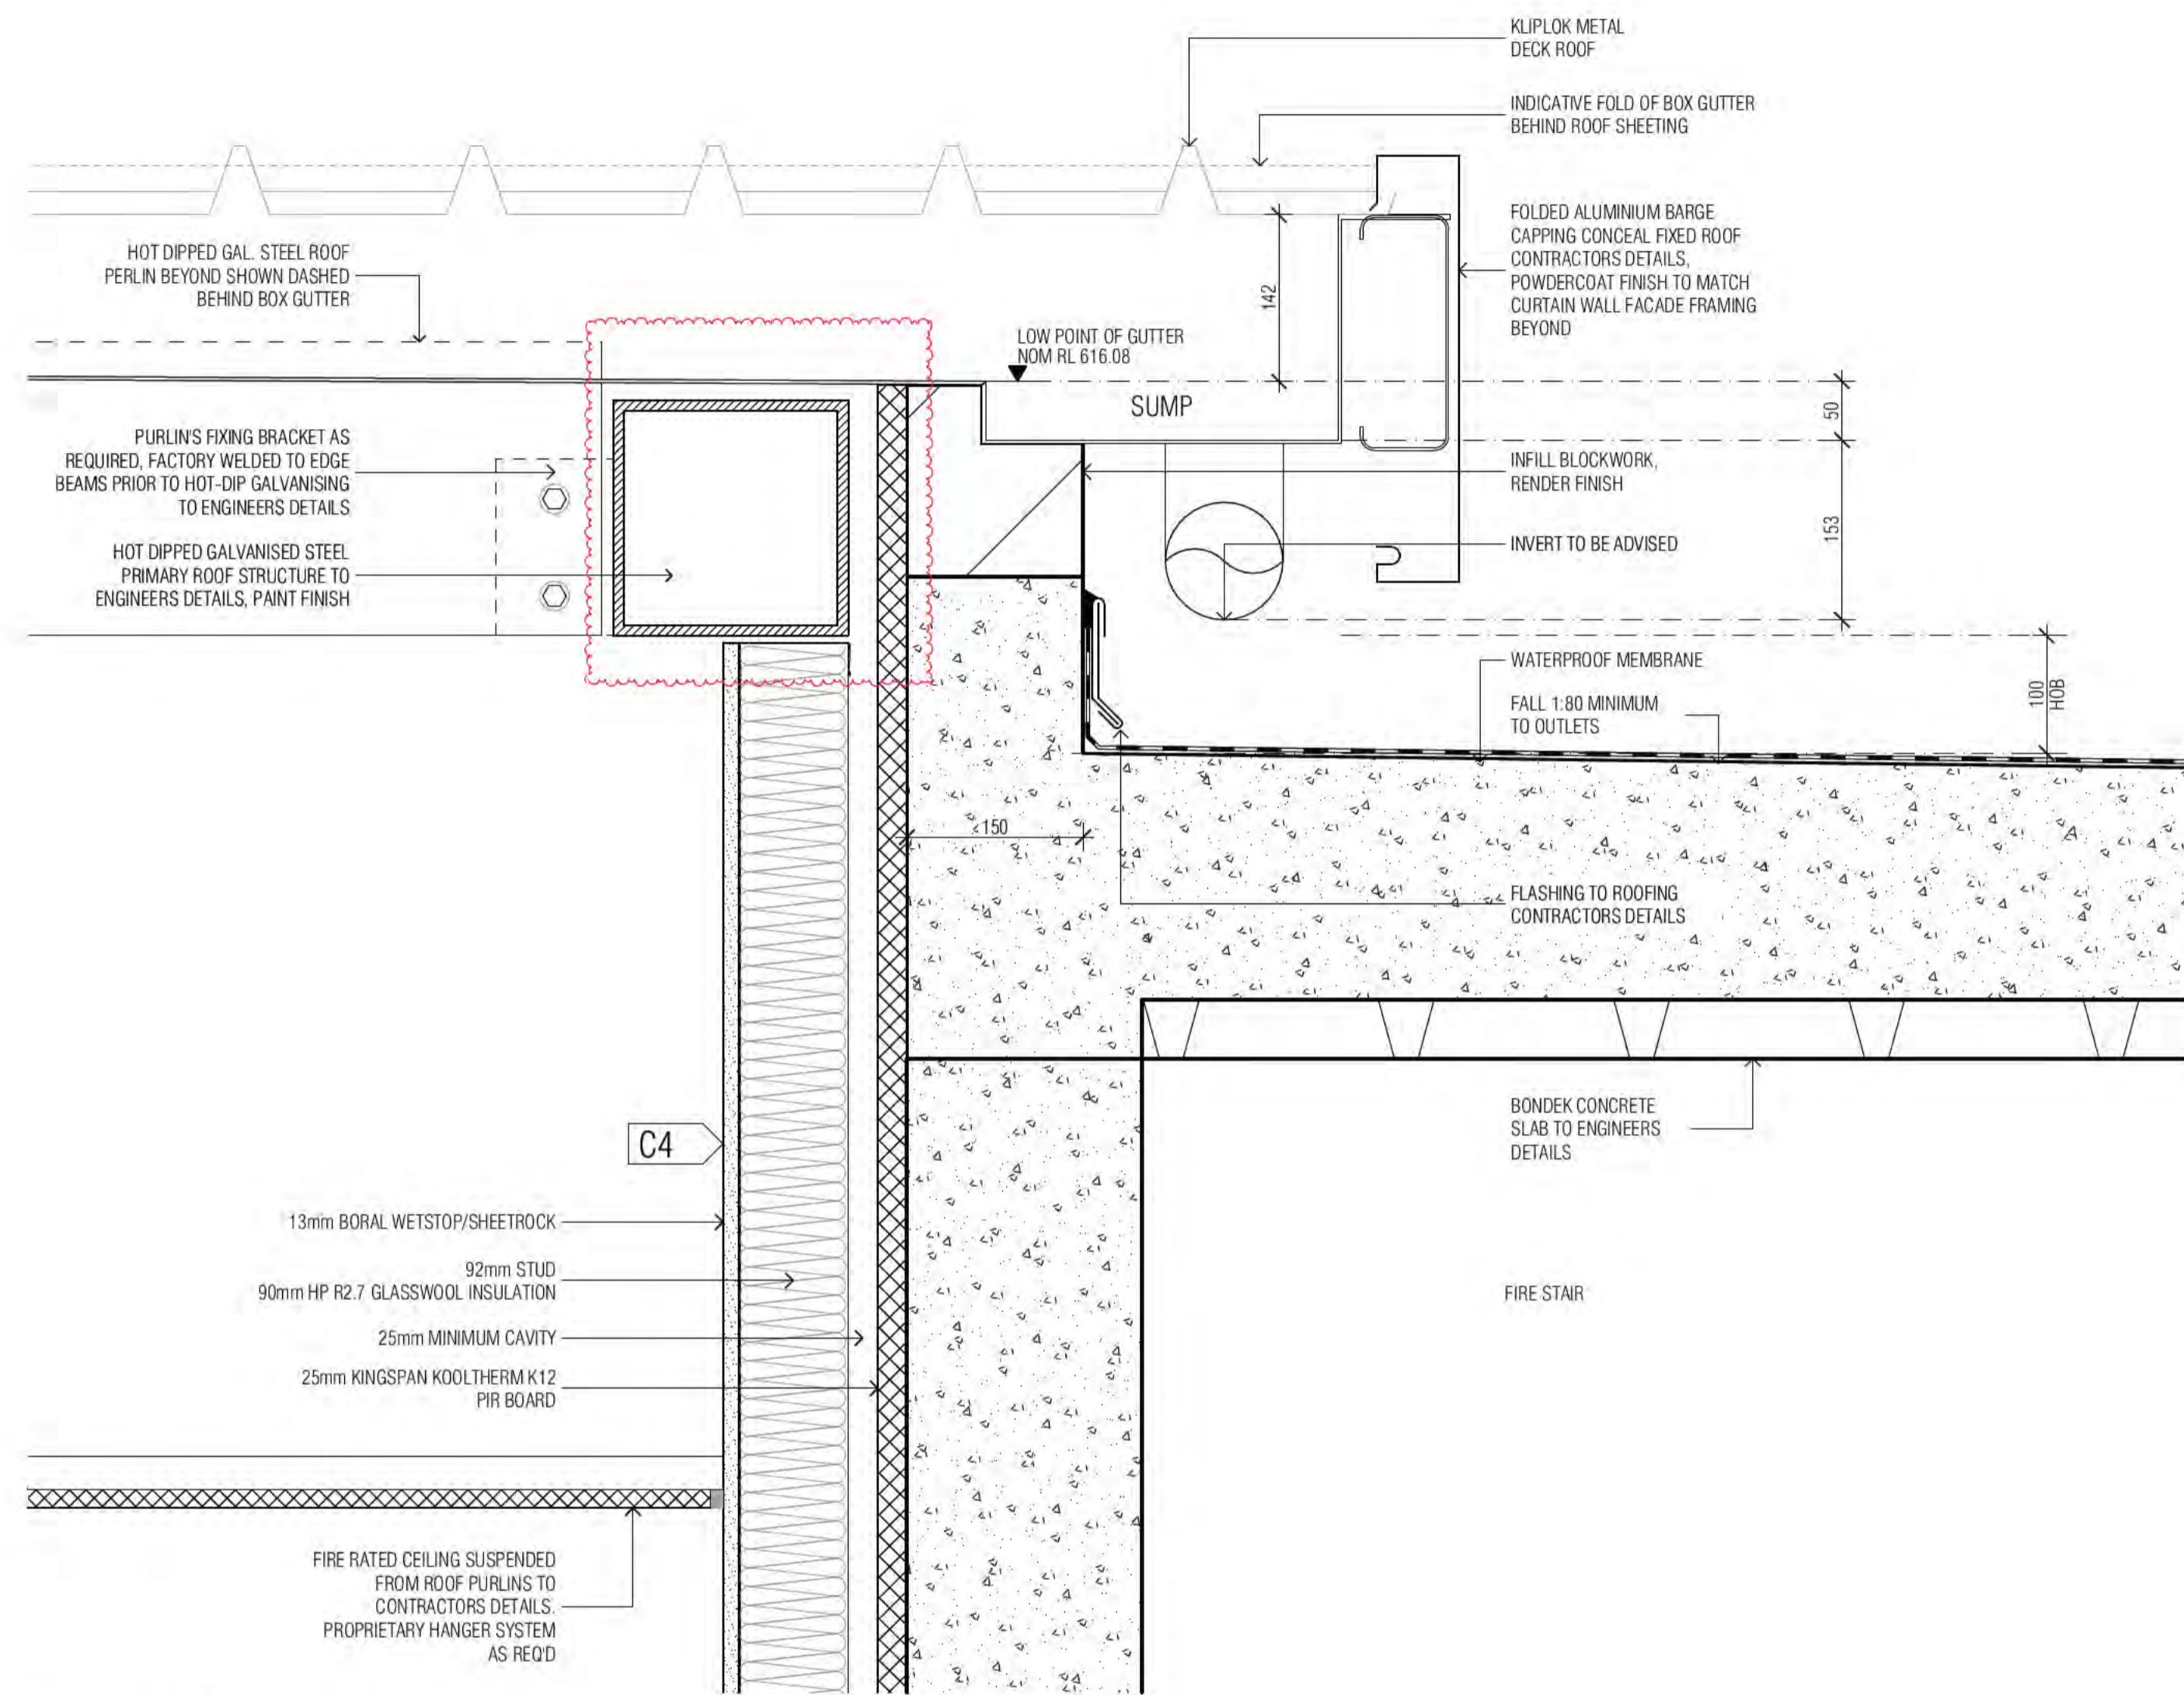 KLIPLOK METAL
DECK ROOF
INDICATIVE FOLD OF BOX GUTTER
BEHIND ROOF SHEETING
FOLDED ALUMINIUM BARGE
CAPPING CONCEAL FIXED ROOF
CONTRACTORS DETAILS,
POWDERCOAT FINISH TO MATCH
CURTAIN WALL FACADE FRAMING
BEYOND
HOT DIPPED GAL. STEEL ROOF
PERLIN BEYOND SHOWN DASHED
BEHIND BOX GUTTER
142
LOW POINT OF GUTTER
NOM RL 616.08
SUMP
50
PURLIN'S FIXING BRACKET AS
REQUIRED, FACTORY WELDED TO EDGE
BEAMS PRIOR TO HOT-DIP GALVANISING
TO ENGINEERS DETAILS
INFILL BLOCKWORK,
RENDER FINISH
153
HOT DIPPED GALVANISED STEEL
PRIMARY ROOF STRUCTURE TO
ENGINEERS DETAILS, PAINT FINISH
INVERT TO BE ADVISED
WATERPROOF MEMBRANE
FALL 1:80 MINIMUM
TO OUTLETS
100
HOB
150
FLASHING TO ROOFING
CONTRACTORS DETAILS
BONDEK CONCRETE
SLAB TO ENGINEERS
DETAILS
C4
13mm BORAL WETSTOP/SHEETROCK
92mm STUD
90mm HP R2.7 GLASSWOOL INSULATION
FIRE STAIR
25mm MINIMUM CAVITY
25mm KINGSPAN KOOLTHERM K12
PIR BOARD
FIRE RATED CEILING SUSPENDED
FROM ROOF PURLINS TO
CONTRACTORS DETAILS.
PROPRIETARY HANGER SYSTEM
AS REQ'D